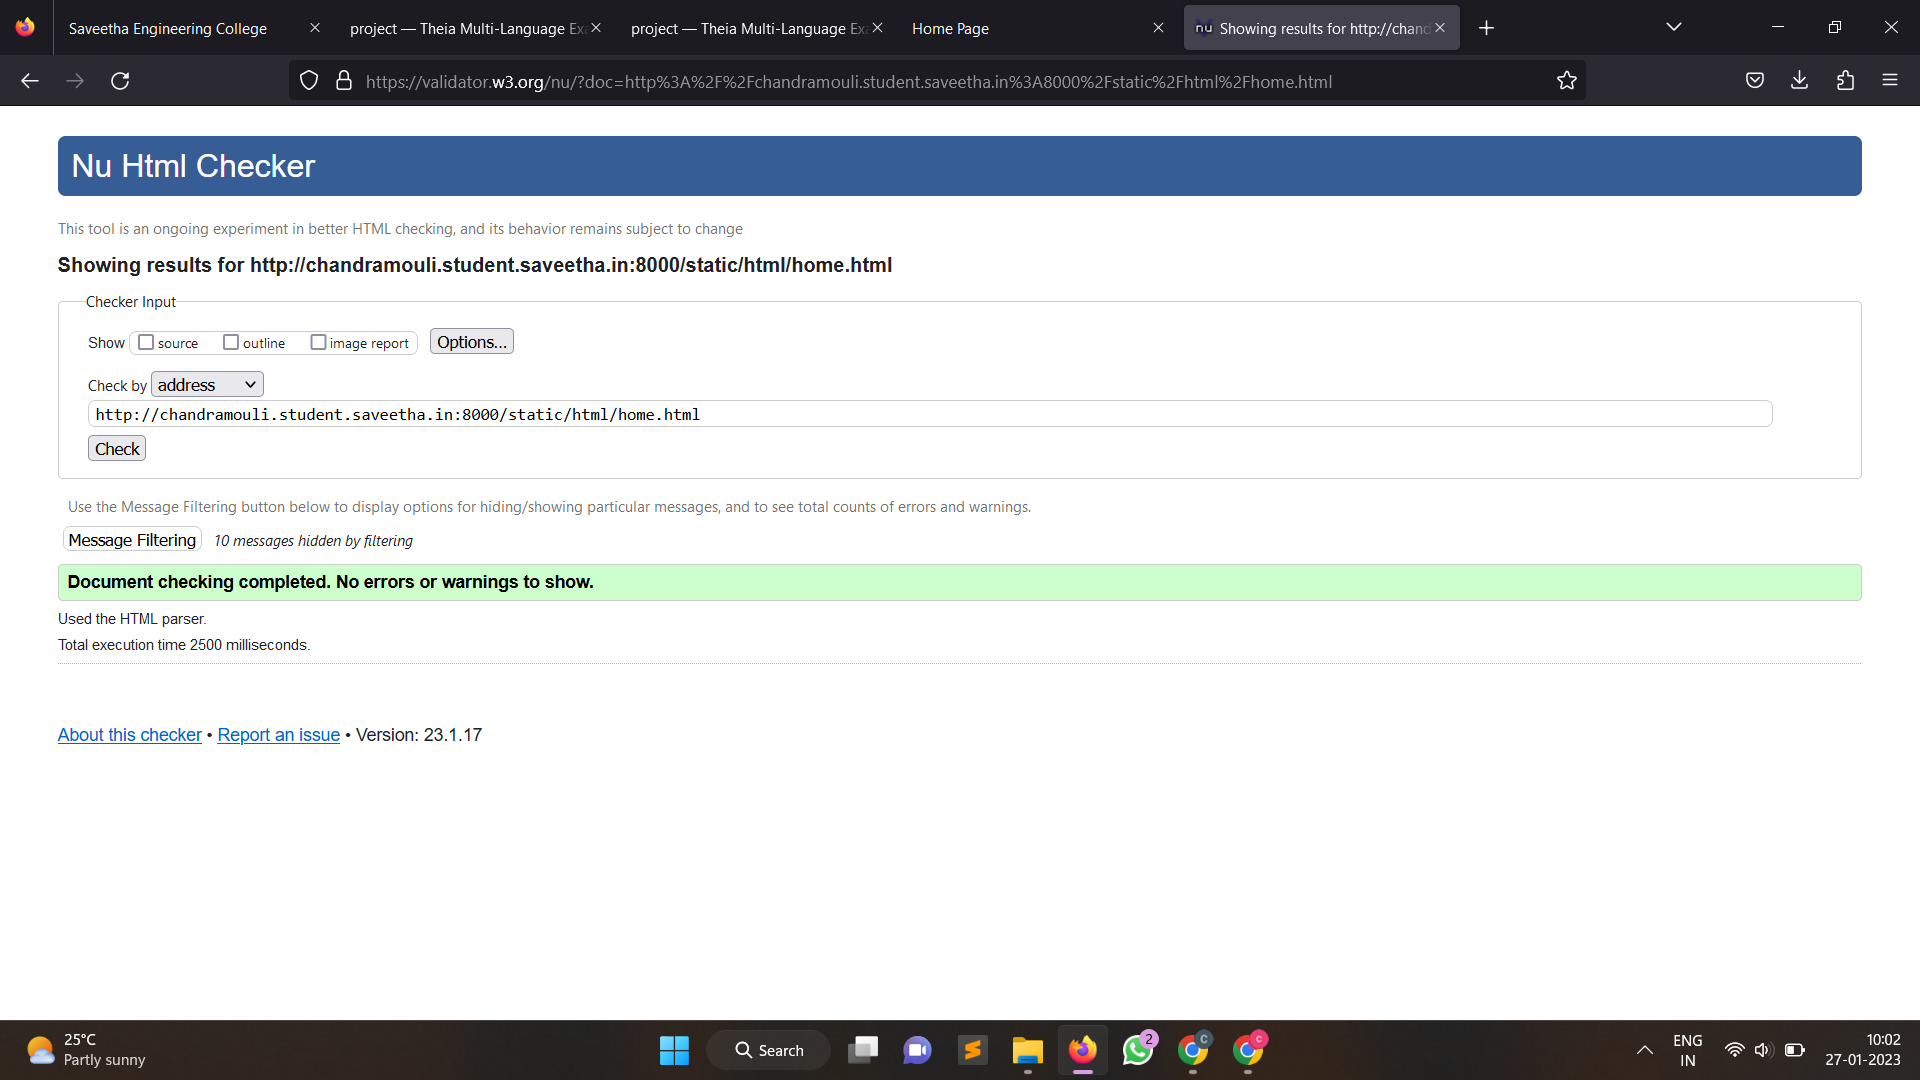 Saveetha Engineering College
project — Theia Multi-Language Exa
project — Theia Multi-Language Exa
Home Page
nu Showing results for http://chand
https://validator.w3.org/nu/?doc=http%3A%2F%2Fchandramouli.student.saveetha.in%3A8000%2Fstatic%2Fhtml%2Fhome.html
Nu Html Checker
This tool is an ongoing experiment in better HTML checking, and its behavior remains subject to change
Showing results for http://chandramouli.student.saveetha.in:8000/static/html/home.html
Checker Input
Show source outline image report Options...
Check by address
http://chandramouli.student.saveetha.in:8000/static/html/home.html
Check
Use the Message Filtering button below to display options for hiding/showing particular messages, and to see total counts of errors and warnings.
Message Filtering 10 messages hidden by filtering
Document checking completed. No errors or warnings to show.
Used the HTML parser.
Total execution time 2500 milliseconds.
About this checker • Report an issue • Version: 23.1.17
25°C
Partly sunny
Search
2
C
C
ENG
IN
10:02
27-01-2023